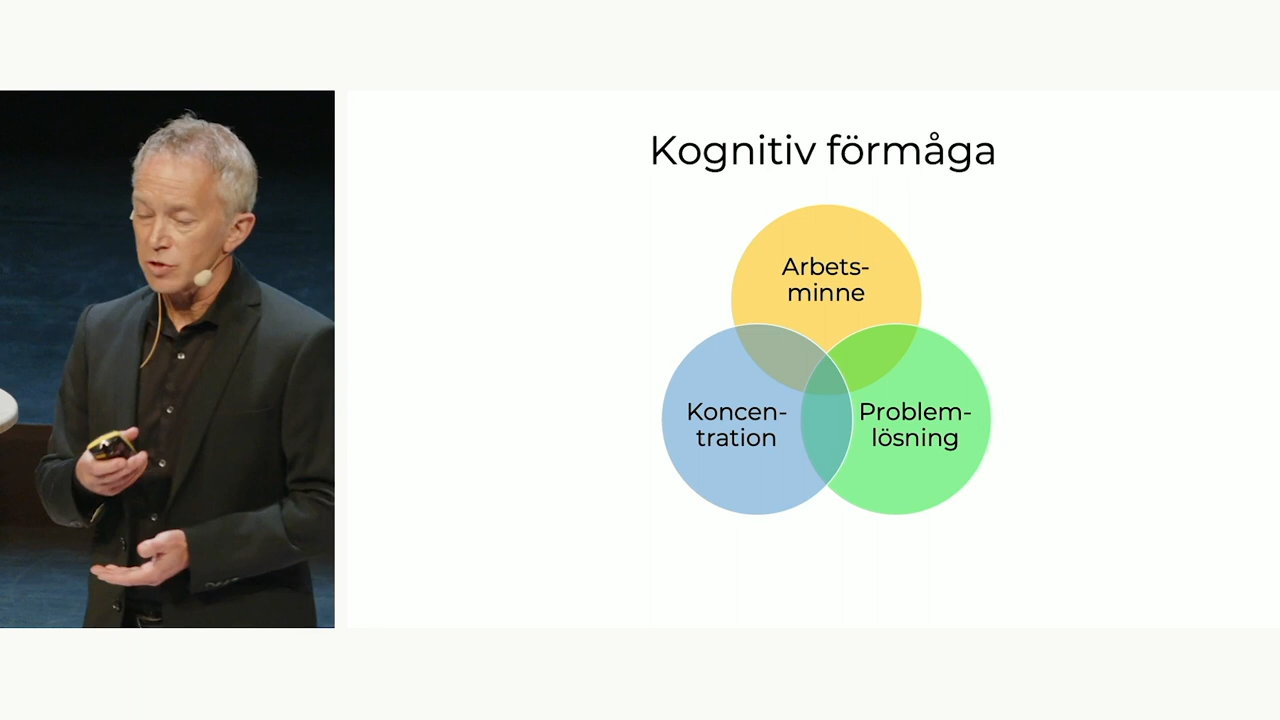 Kognitiv förmåga
Arbets-
minne
Koncen-
tration
Problem-
lösning